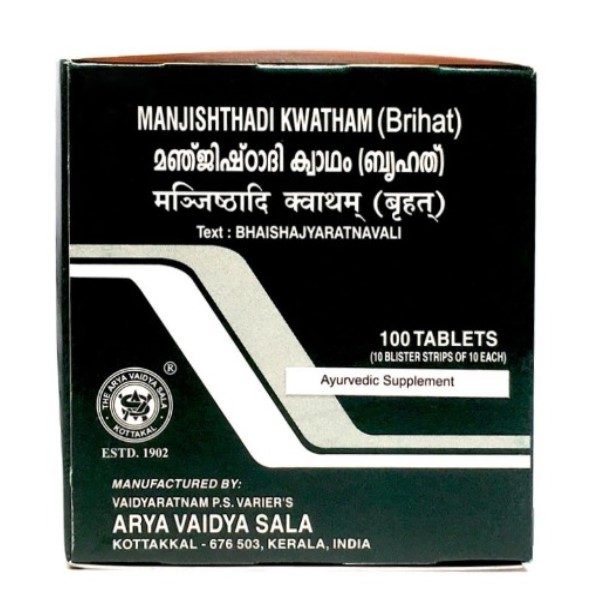 MANJISHTHADI KWATHAM (Brihat)
മഞ്ജിഷ്ഠാദി ക്വാഥം (ബൃഹത്)
मञ्जिष्ठादि क्वाथम् (बृहत्)
Text : BHAISHAJYARATNAVALI
100 TABLETS
(10 BLISTER STRIPS OF 10 EACH)
Ayurvedic Supplement
®
THE ARYA VAIDYA SALA
KOTTAKAL
ESTD. 1902
MANUFACTURED BY:
VAIDYARATNAM P.S. VARIER'S
ARYA VAIDYA SALA
KOTTAKKAL - 676 503, KERALA, INDIA